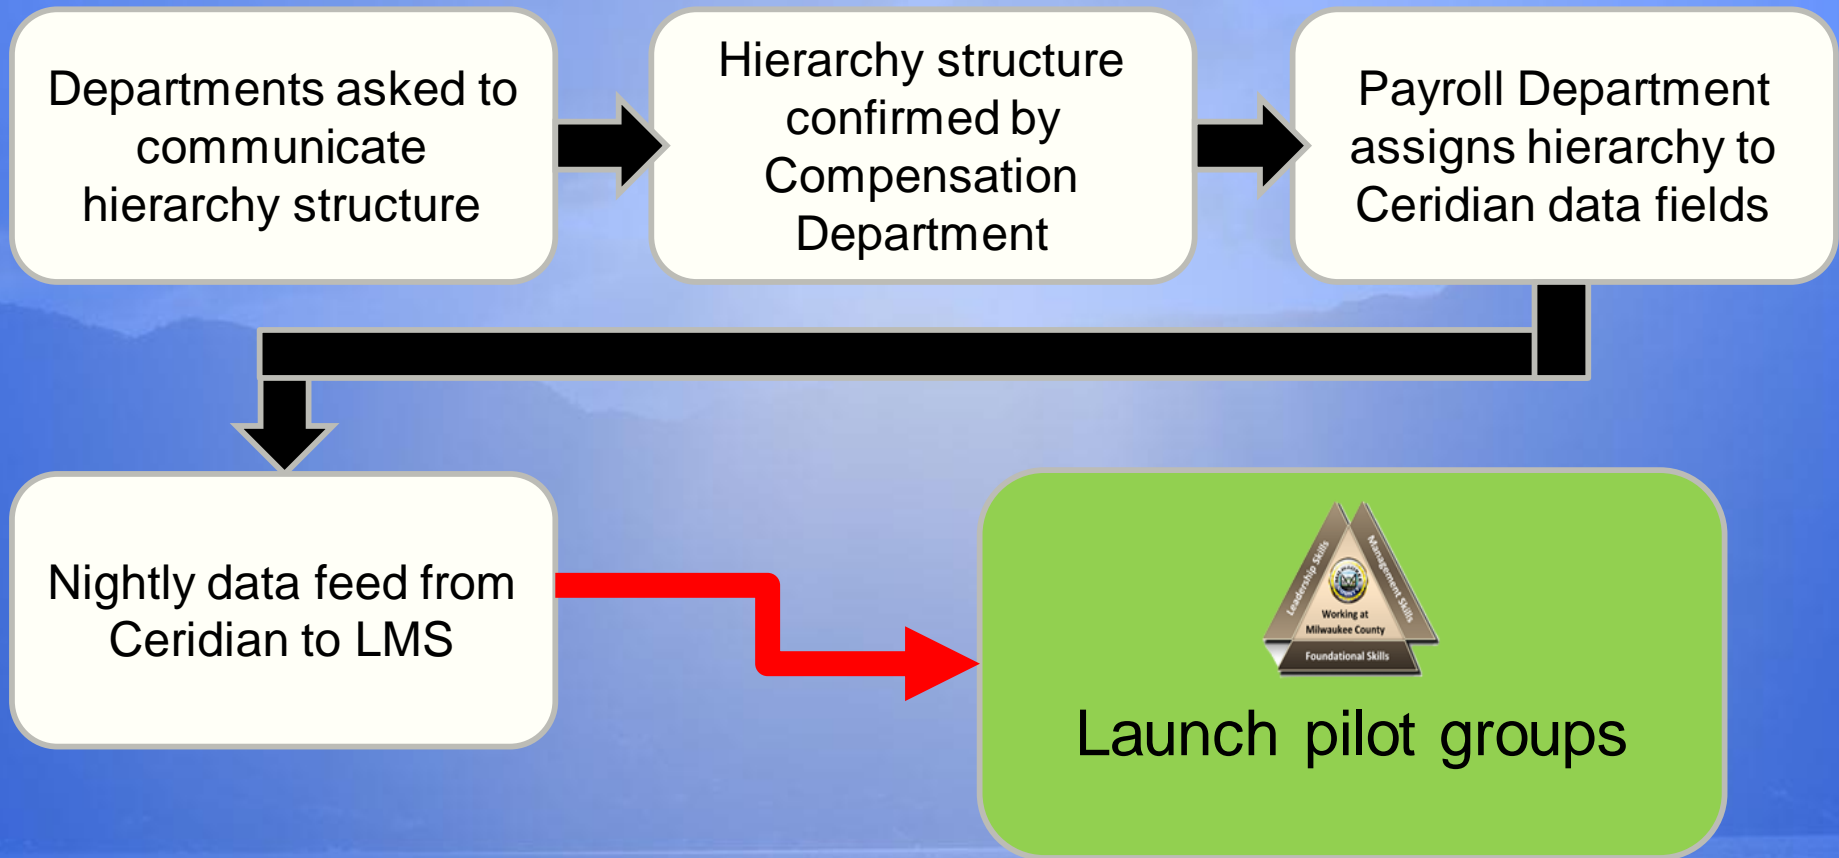 Departments asked to
communicate
hierarchy structure
Hierarchy structure
confirmed by
Compensation
Department
Payroll Department
assigns hierarchy to
Ceridian data fields
Nightly data feed from
Ceridian to LMS
Leadership Skills
Management Skills
Working at
Milwaukee County
Foundational Skills
Launch pilot groups